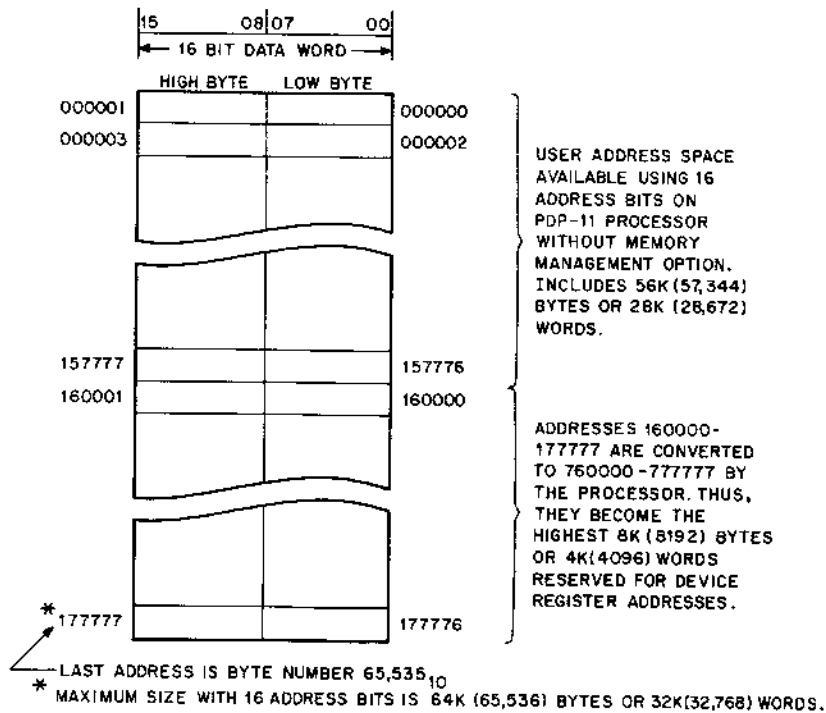 15 08 07 00
16 BIT DATA WORD
HIGH BYTE LOW BYTE
000001 000000
000003 000002
USER ADDRESS SPACE
AVAILABLE USING 16
ADDRESS BITS ON
PDP-11 PROCESSOR
WITHOUT MEMORY
MANAGEMENT OPTION.
INCLUDES 56K (57,344)
BYTES OR 28K (28,672)
WORDS.
157777 157776
160001 160000
ADDRESSES 160000-
177777 ARE CONVERTED
TO 760000-777777 BY
THE PROCESSOR. THUS,
THEY BECOME THE
HIGHEST 8K (8192) BYTES
OR 4K(4096) WORDS
RESERVED FOR DEVICE
REGISTER ADDRESSES.
* 177777 177776
LAST ADDRESS IS BYTE NUMBER 65,535₁₀
* MAXIMUM SIZE WITH 16 ADDRESS BITS IS 64K (65,536) BYTES OR 32K(32,768) WORDS.